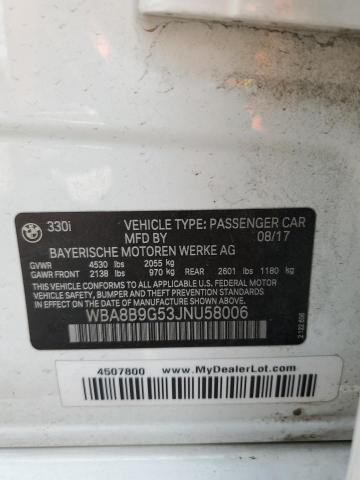 330i VEHICLE TYPE: PASSENGER CAR
MFD BY 08/17
BAYERISCHE MOTOREN WERKE AG
GVWR 4530 lbs 2055 kg
GAWR FRONT 2138 lbs 970 kg REAR 2601 lbs 1180 kg
THIS VEHICLE CONFORMS TO ALL APPLICABLE U.S. FEDERAL MOTOR
VEHICLE SAFETY, BUMPER, AND THEFT PREVENTION STANDARDS
IN EFFECT ON THE DATE OF MANUFACTURE SHOWN ABOVE.
WBA8B9G53JNU58006
4507800 www.MyDealerLot.com